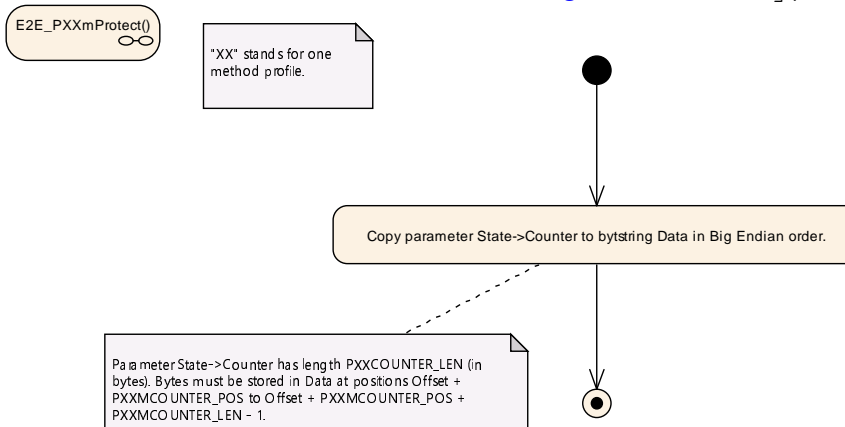 E2E_PXXmProtect()
"XX" stands for one
method profile.
Copy parameter State->Counter to bytstring Data in Big Endian order.
Parameter State->Counter has length PXXCOUNTER_LEN (in
bytes). Bytes must be stored in Data at positions Offset +
PXXMCOUNTER_POS to Offset + PXXMCOUNTER_POS +
PXXMCOUNTER_LEN - 1.